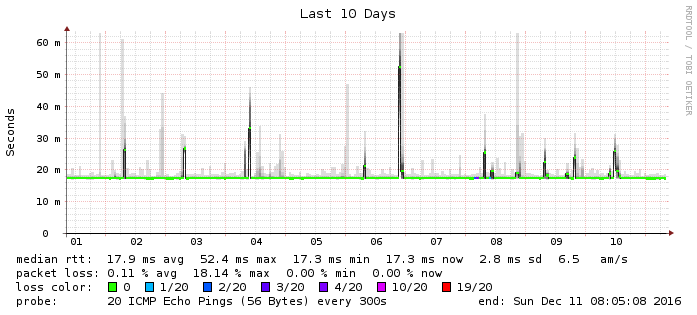 Last 10 Days
RRDTOOL / TOBI OETIKER
Seconds
60 m
50 m
40 m
30 m
20 m
10 m
0
01 02 03 04 05 06 07 08 09 10
median rtt: 17.9 ms avg 52.4 ms max 17.3 ms min 17.3 ms now 2.8 ms sd 6.5 am/s
packet loss: 0.11 % avg 18.14 % max 0.00 % min 0.00 % now
loss color: 0 1/20 2/20 3/20 4/20 10/20 19/20
probe: 20 ICMP Echo Pings (56 Bytes) every 300s end: Sun Dec 11 08:05:08 2016